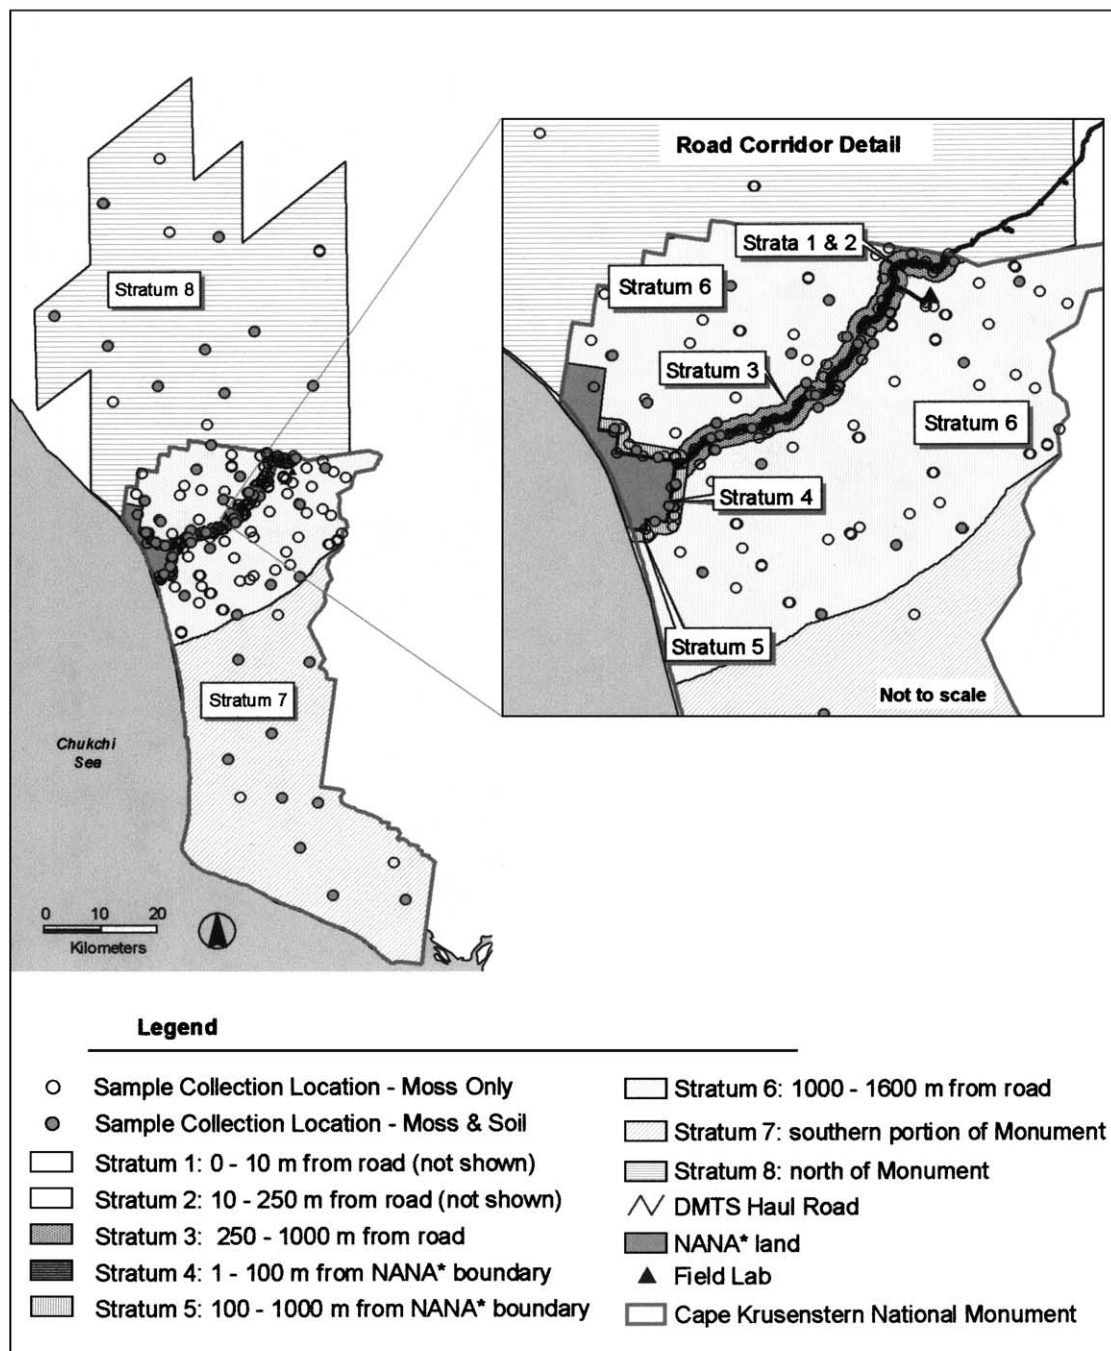 Road Corridor Detail
Strata 1 & 2
Stratum 6
Stratum 3
Stratum 6
Stratum 4
Stratum 5
Not to scale
Stratum 8
Stratum 7
Chukchi
Sea
0 10 20
Kilometers
Legend
Sample Collection Location - Moss Only
Sample Collection Location - Moss & Soil
Stratum 1: 0 - 10 m from road (not shown)
Stratum 2: 10 - 250 m from road (not shown)
Stratum 3: 250 - 1000 m from road
Stratum 4: 1 - 100 m from NANA* boundary
Stratum 5: 100 - 1000 m from NANA* boundary
Stratum 6: 1000 - 1600 m from road
Stratum 7: southern portion of Monument
Stratum 8: north of Monument
DMTS Haul Road
NANA* land
Field Lab
Cape Krusenstern National Monument